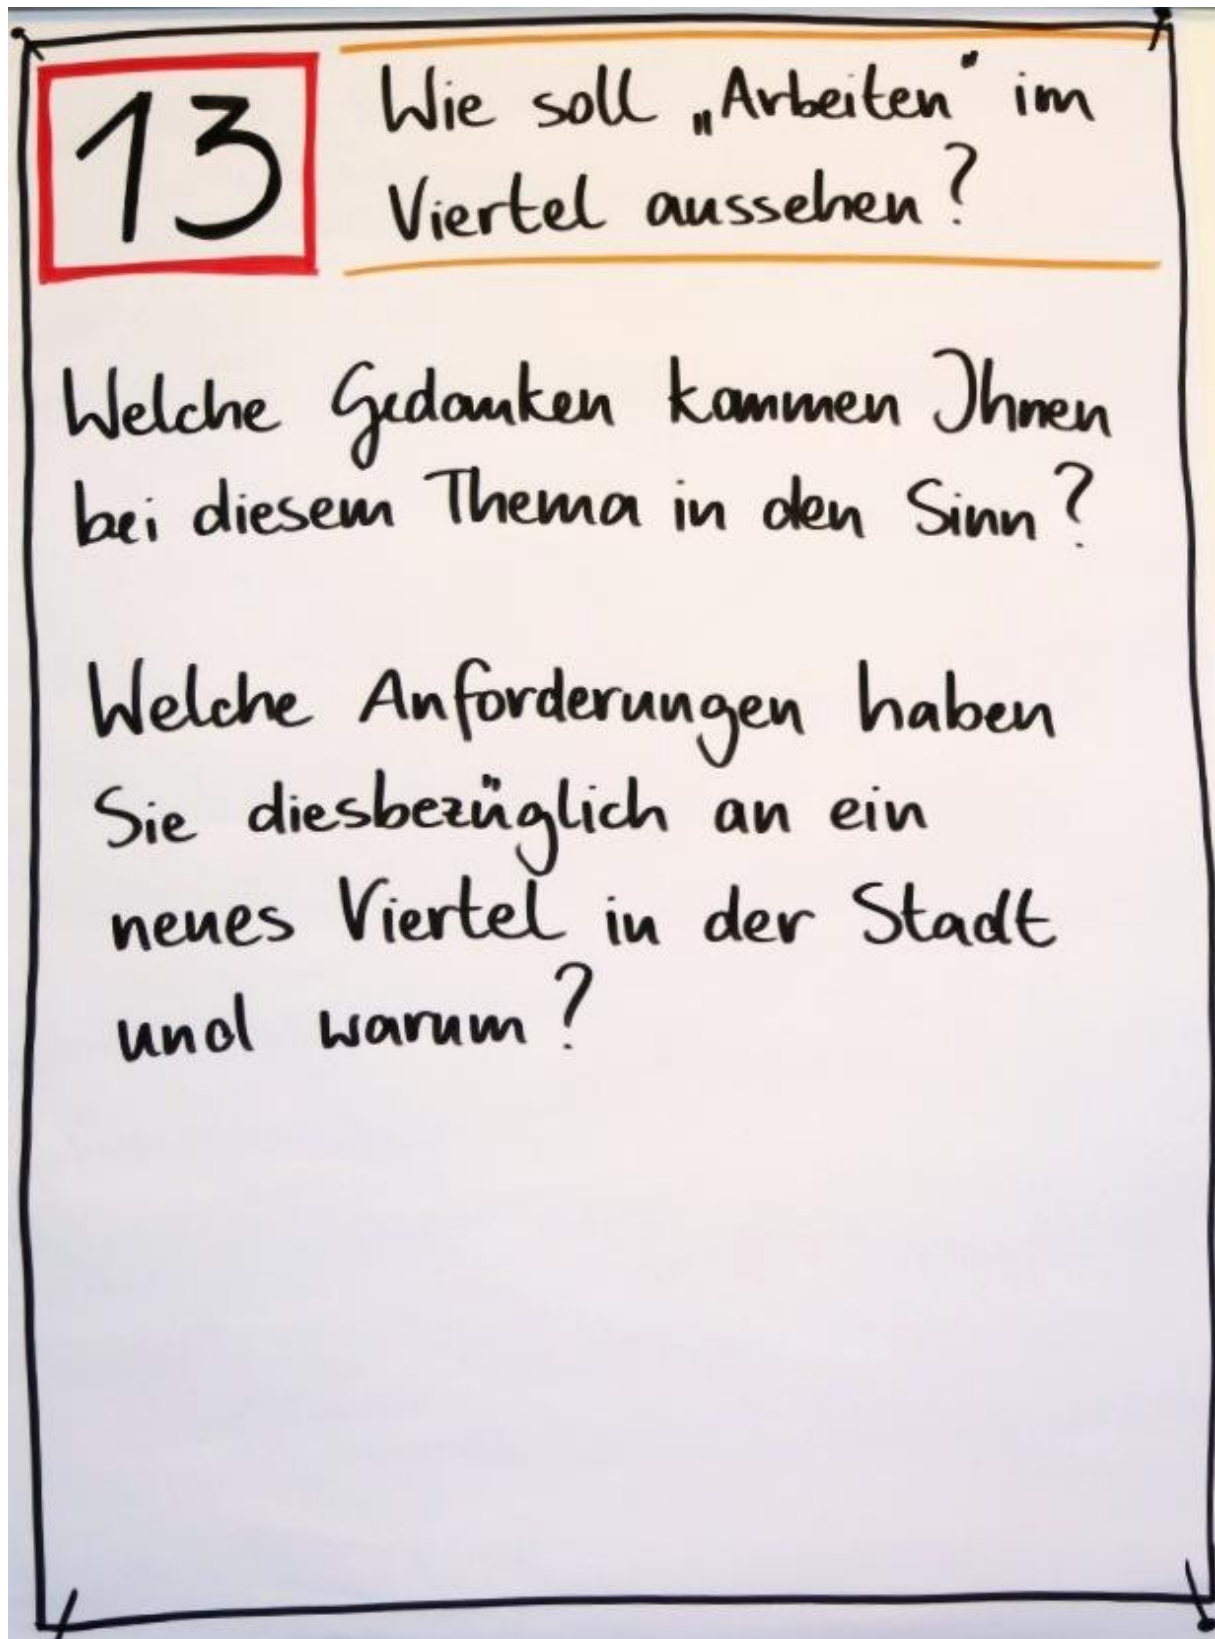 13
Wie soll „Arbeiten" im
Viertel aussehen?
Welche Gedanken kommen Ihnen
bei diesem Thema in den Sinn?
Welche Anforderungen haben
Sie diesbezüglich an ein
neues Viertel in der Stadt
und warum?